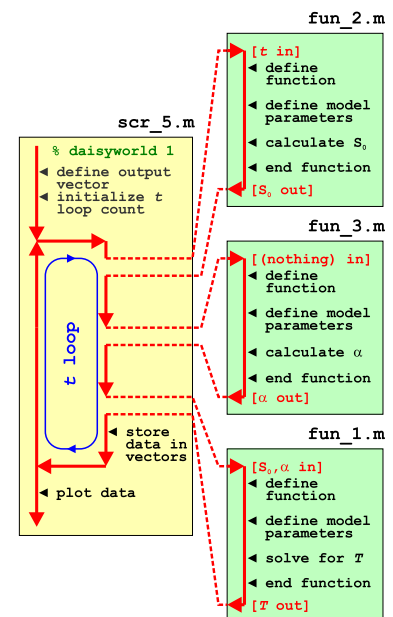 scr_5.m
% daisyworld 1
◄ define output
vector
◄ initialize t
loop count
t loop
◄ store
data in
vectors
◄ plot data
fun_2.m
[t in]
◄ define
function
◄ define model
parameters
◄ calculate S₀
◄ end function
[S₀ out]
fun_3.m
[(nothing) in]
◄ define
function
◄ define model
parameters
◄ calculate α
◄ end function
[α out]
fun_1.m
[S₀,α in]
◄ define
function
◄ define model
parameters
◄ solve for T
◄ end function
[T out]